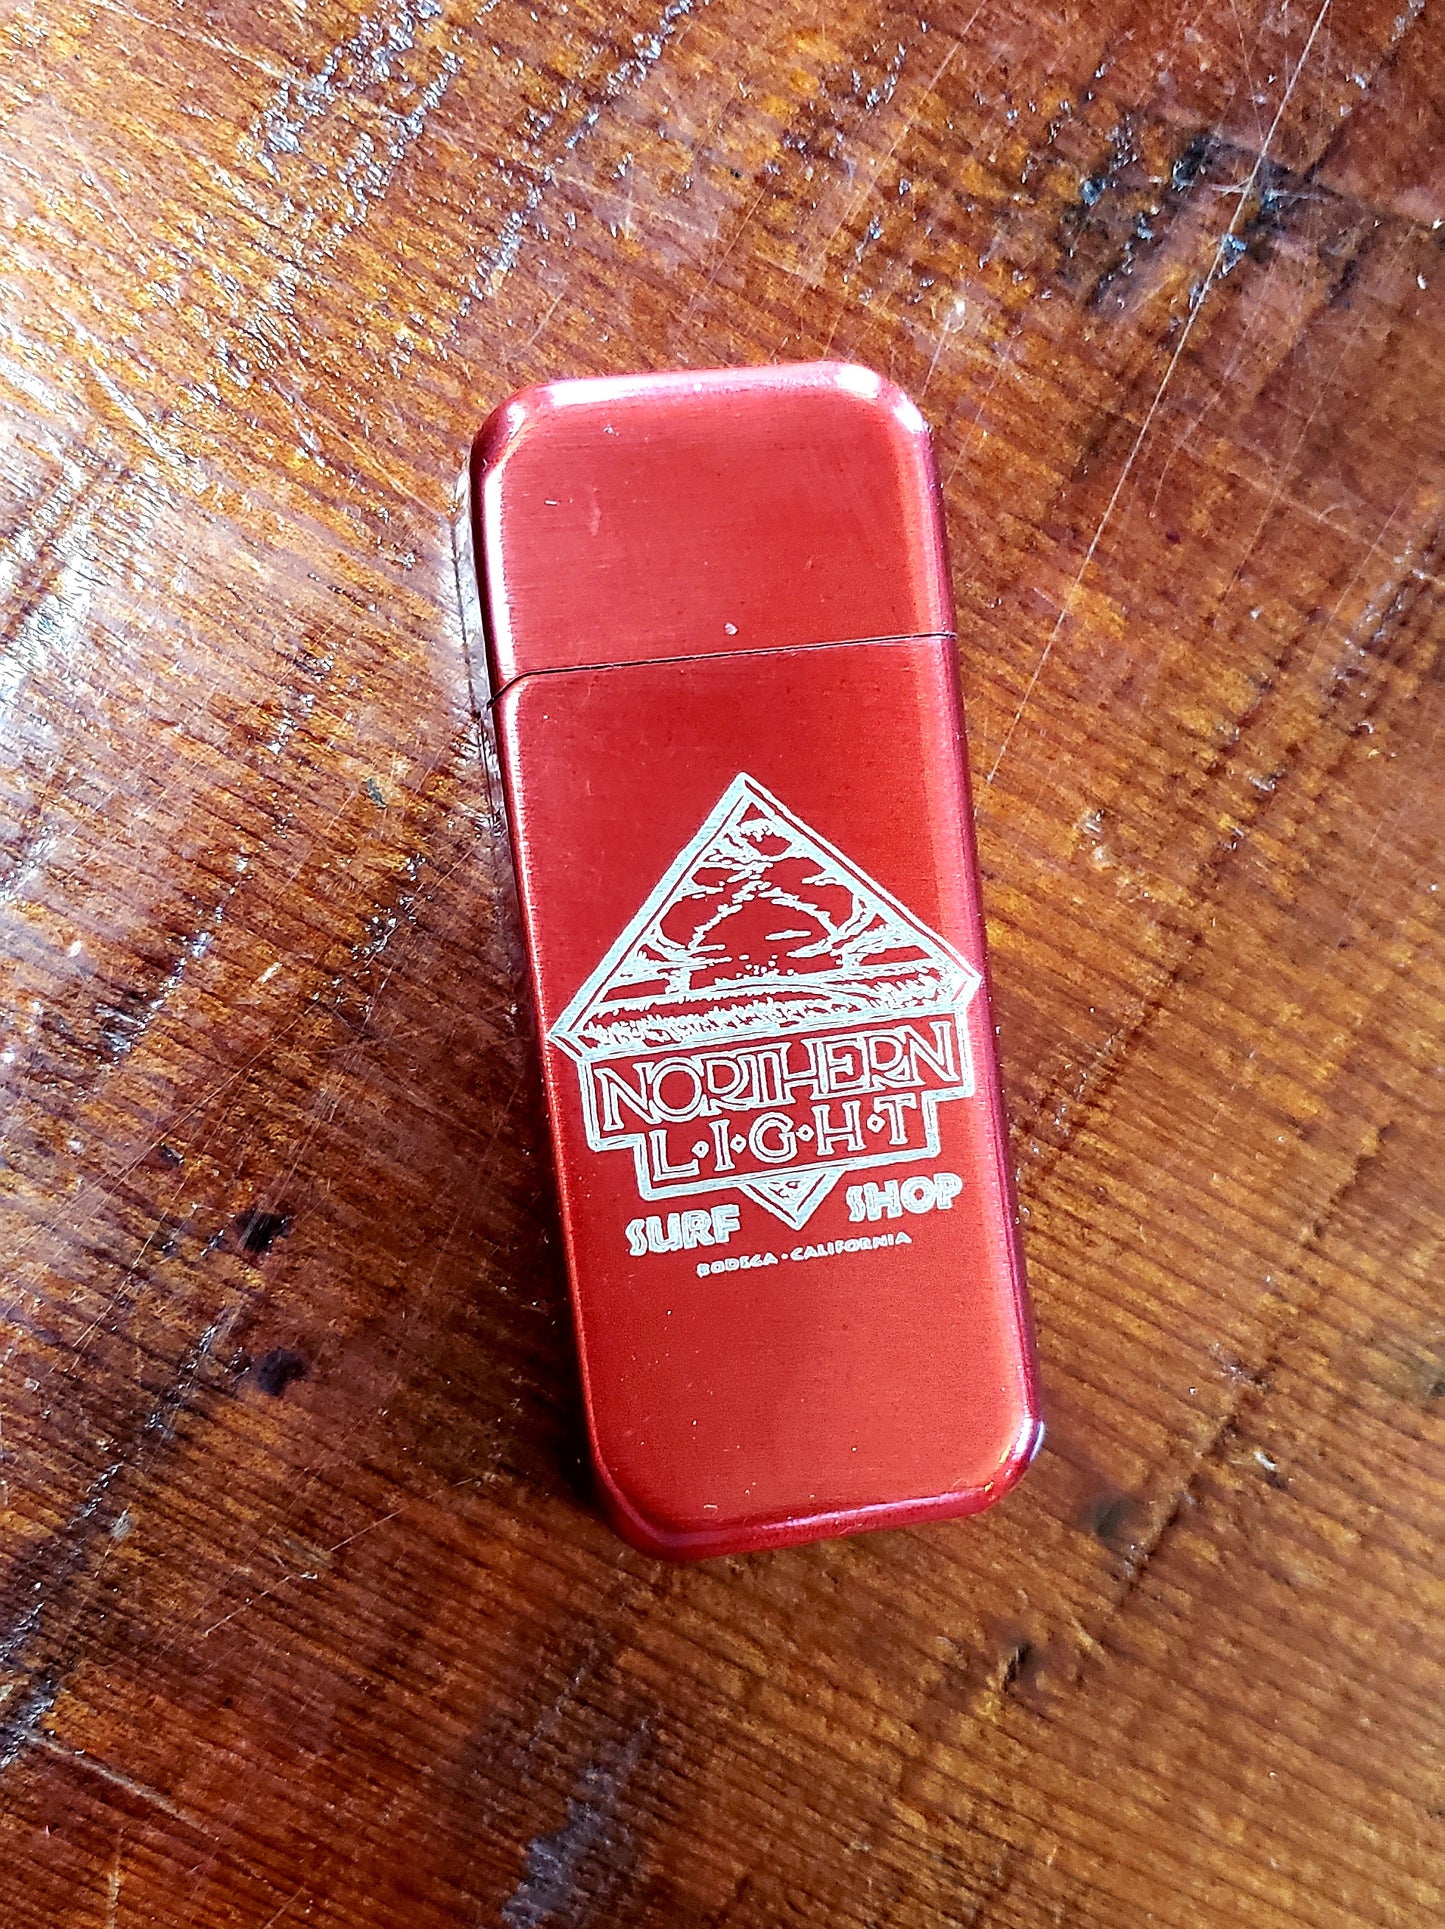 NORTHERN
L·I·G·H·T
SURF SHOP
BODEGA · CALIFORNIA